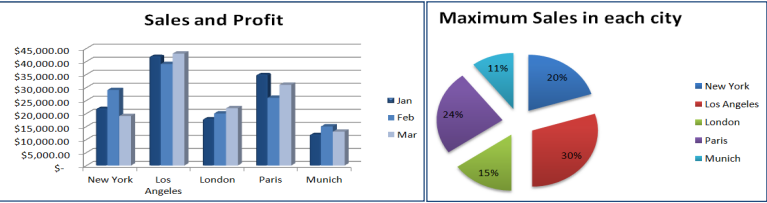 Sales and Profit
$45,000.00
$40,000.00
$35,000.00
$30,000.00
$25,000.00
$20,000.00
$15,000.00
$10,000.00
$5,000.00
$-
New York
Los Angeles
London
Paris
Munich
Jan
Feb
Mar
Maximum Sales in each city
11%
20%
24%
30%
15%
New York
Los Angeles
London
Paris
Munich